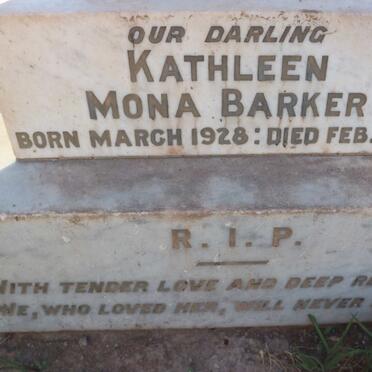 OUR DARLING
KATHLEEN
MONA BARKER
BORN MARCH 1928: DIED FEB.
R. I. P.
WITH TENDER LOVE AND DEEP
WHO LOVED HER, WILL NEVER